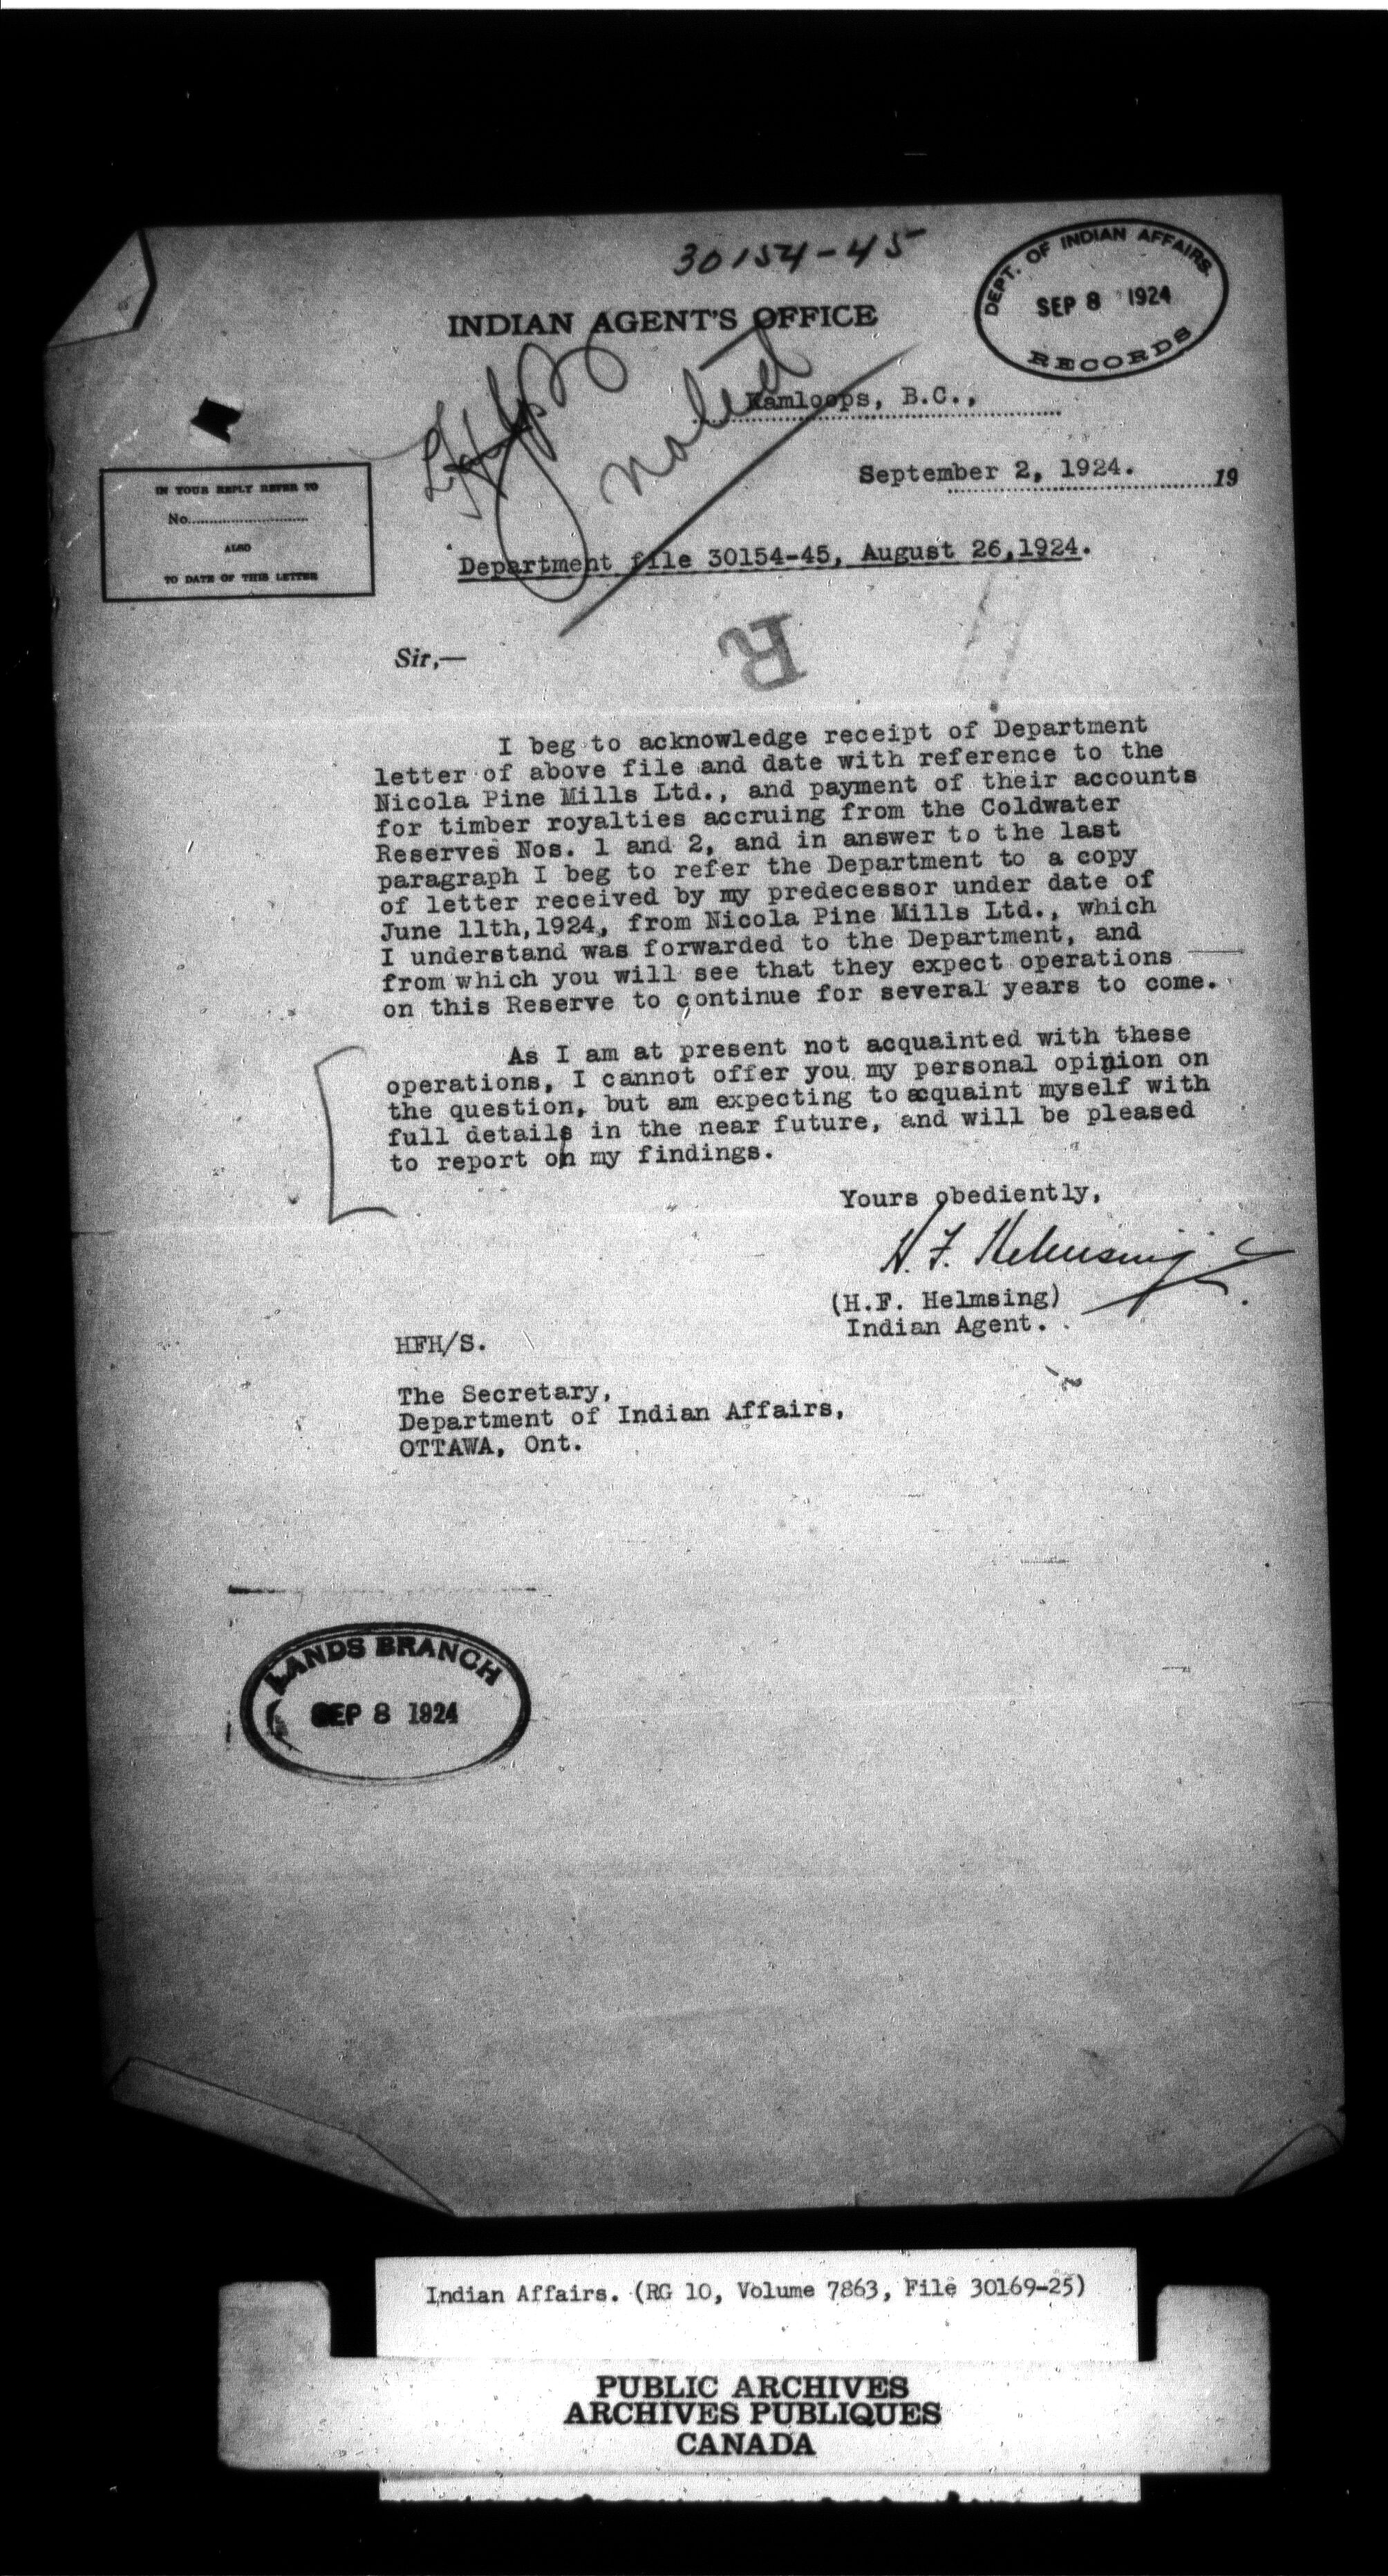 30154-45
DEPT. OF INDIAN AFFAIRS.
SEP 8 1924
RECORDS
INDIAN AGENT'S OFFICE
noted
Kamloops, B.C.,
September 2, 1924. 19
IN YOUR REPLY REFER TO
No.
ALSO
TO DATE OF THIS LETTER
Department file 30154-45, August 26,1924.
R
Sir,—
I beg to acknowledge receipt of Department
letter of above file and date with reference to the
Nicola Pine Mills Ltd., and payment of their accounts
for timber royalties accruing from the Coldwater
Reserves Nos. 1 and 2, and in answer to the last
paragraph I beg to refer the Department to a copy
of letter received by my predecessor under date of
June 11th,1924, from Nicola Pine Mills Ltd., which
I understand was forwarded to the Department, and
from which you will see that they expect operations
on this Reserve to continue for several years to come.
As I am at present not acquainted with these
operations, I cannot offer you my personal opinion on
the question, but am expecting to acquaint myself with
full details in the near future, and will be pleased
to report on my findings.
Yours obediently,
H. F. Helmsing
(H.F. Helmsing)
Indian Agent.
HFH/S.
The Secretary,
Department of Indian Affairs,
OTTAWA, Ont.
LANDS BRANCH
SEP 8 1924
Indian Affairs. (RG 10, Volume 7863, File 30169-25)
PUBLIC ARCHIVES
ARCHIVES PUBLIQUES
CANADA